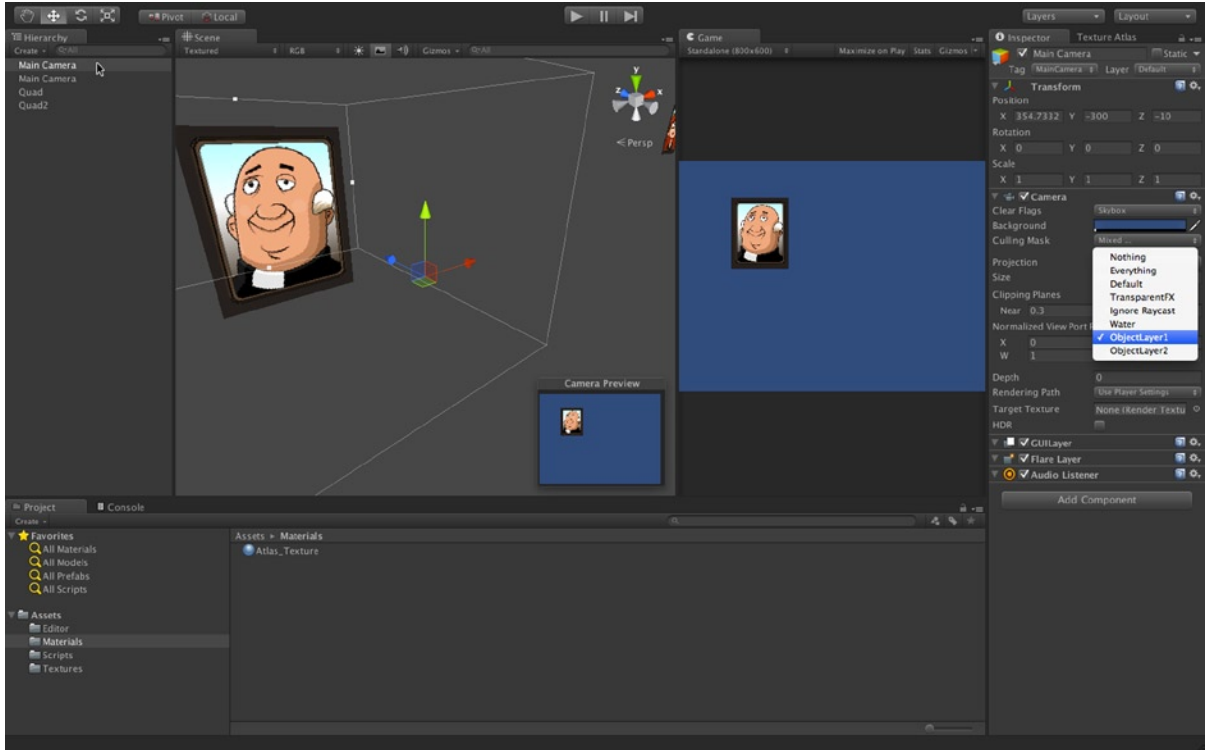 Pivot Local Layers Layout
Hierarchy
Create All
Main Camera
Main Camera
Quad
Quad2
Scene
Textured RGB Gizmos All
y
z x
Persp
Camera Preview
Game
Standalone (800x600) Maximize on Play Stats Gizmos
Inspector Texture Atlas
Main Camera Static
Tag MainCamera Layer Default
Transform
Position
X 354.7332 Y -300 Z -10
Rotation
X 0 Y 0 Z 0
Scale
X 1 Y 1 Z 1
Camera
Clear Flags Skybox
Background
Culling Mask Mixed ...
Nothing
Everything
Default
TransparentFX
Ignore Raycast
Water
✓ ObjectLayer1
ObjectLayer2
Projection
Size
Clipping Planes
Near 0.3
Normalized View Port
X 0
W 1
Depth 0
Rendering Path Use Player Settings
Target Texture None (Render Textu
HDR
GUILayer
Flare Layer
Audio Listener
Add Component
Project Console
Create
Favorites
All Materials
All Models
All Prefabs
All Scripts
Assets
Editor
Materials
Scripts
Textures
Assets ▸ Materials
Atlas_Texture